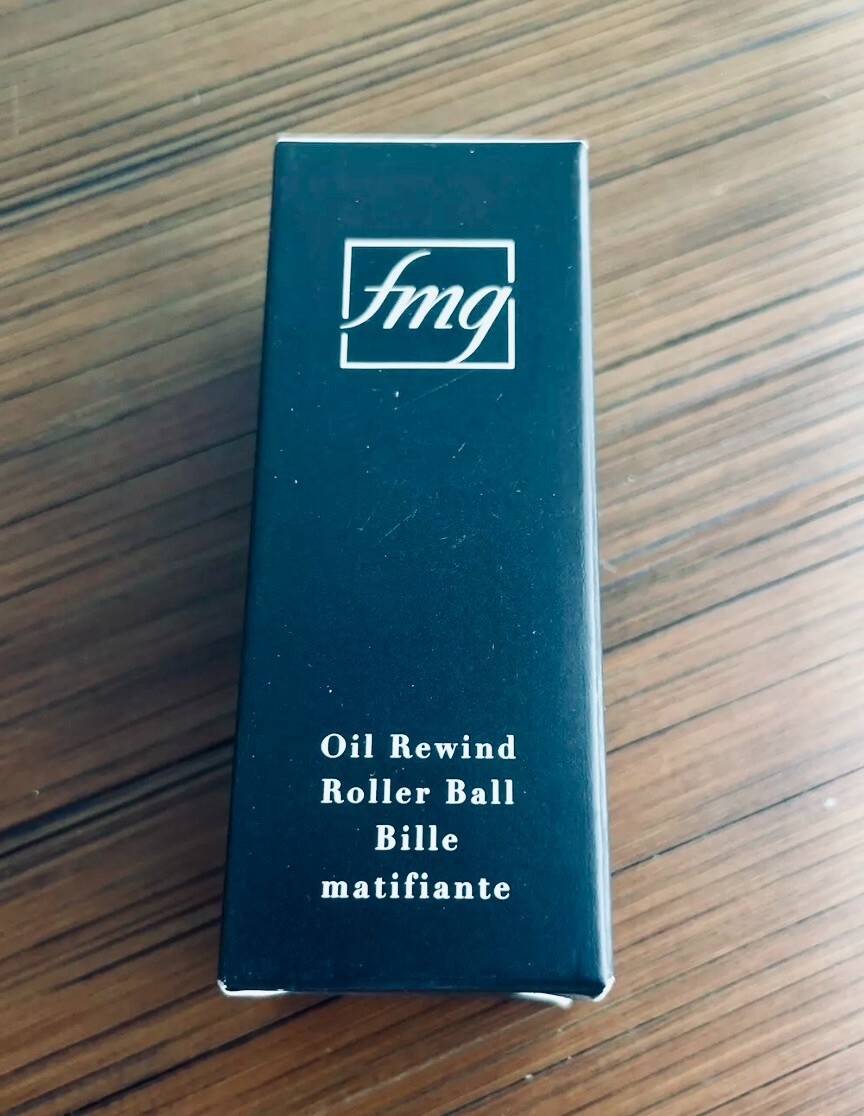 fmg
Oil Rewind
Roller Ball
Bille
matifiante